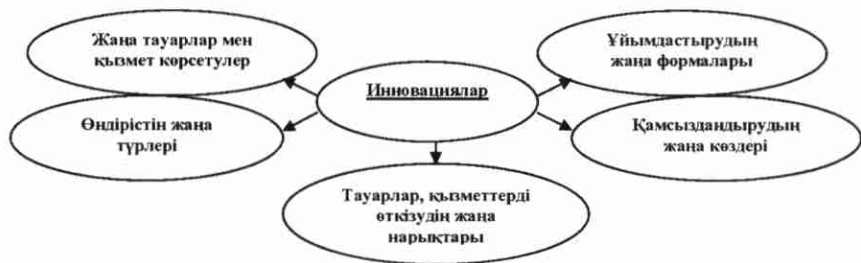 Жаңа тауарлар мен
қызмет көрсетулер
Инновациялар
Ұйымдастырудың
жаңа формалары
Өндірістін жаңа
түрлері
Қамсыздандырудың
жаңа көздері
Тауарлар, қызметтерді
өткізудің жаңа
нарықтары